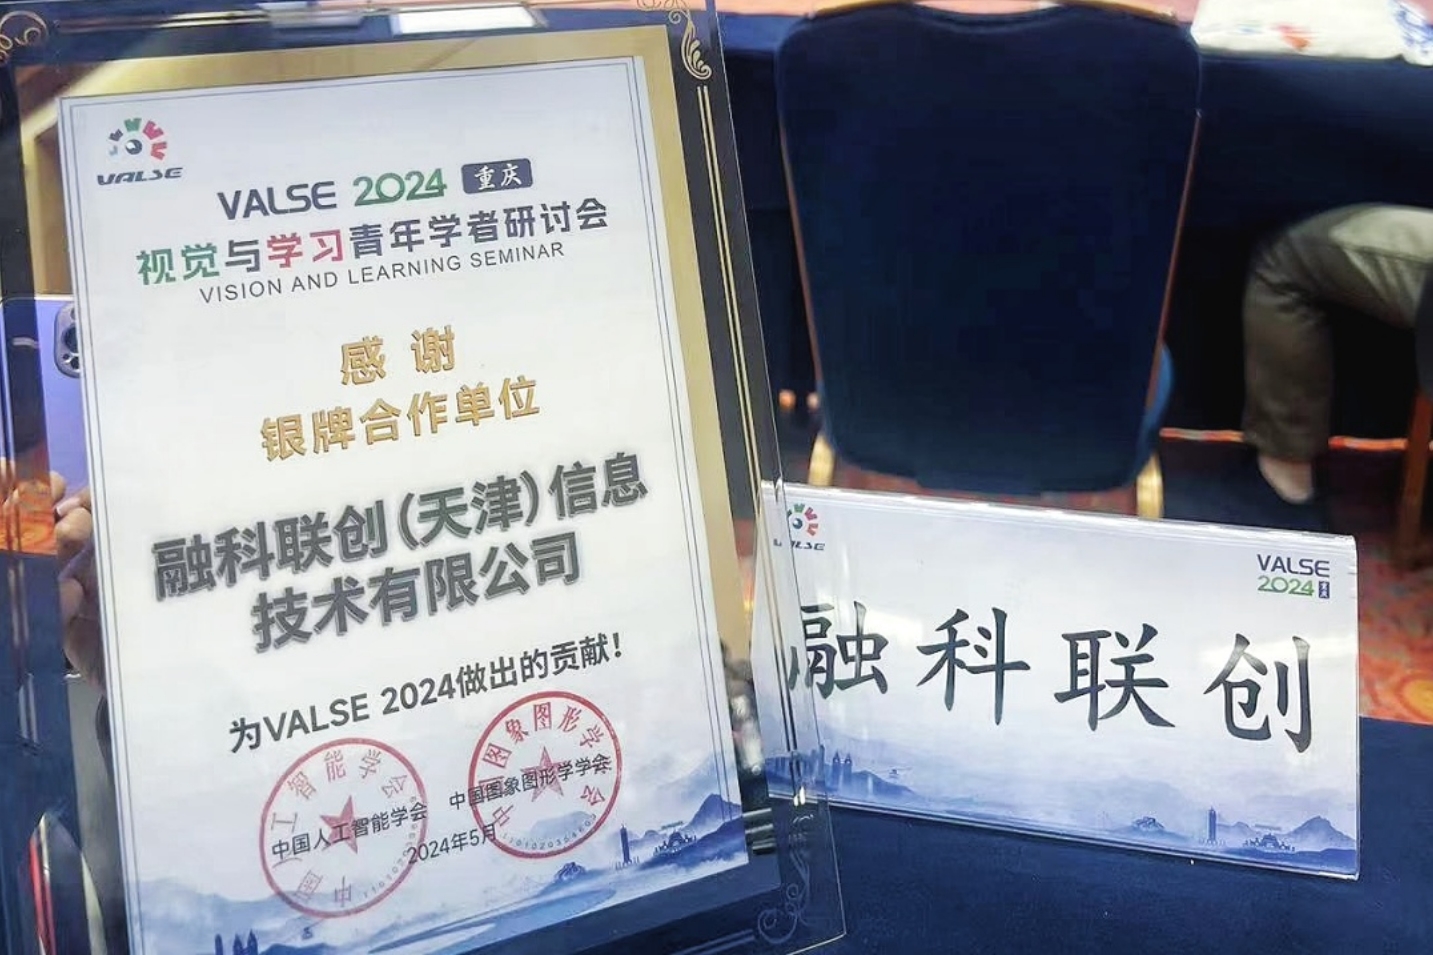 VALSE
VALSE 2024 重庆
视觉与学习青年学者研讨会
VISION AND LEARNING SEMINAR
感谢
银牌合作单位
融科联创(天津)信息
技术有限公司
为VALSE 2024做出的贡献!
中国人工智能学会
中国图象图形学学会
2024年5月
VALSE
VALSE
2024 重庆
融科联创